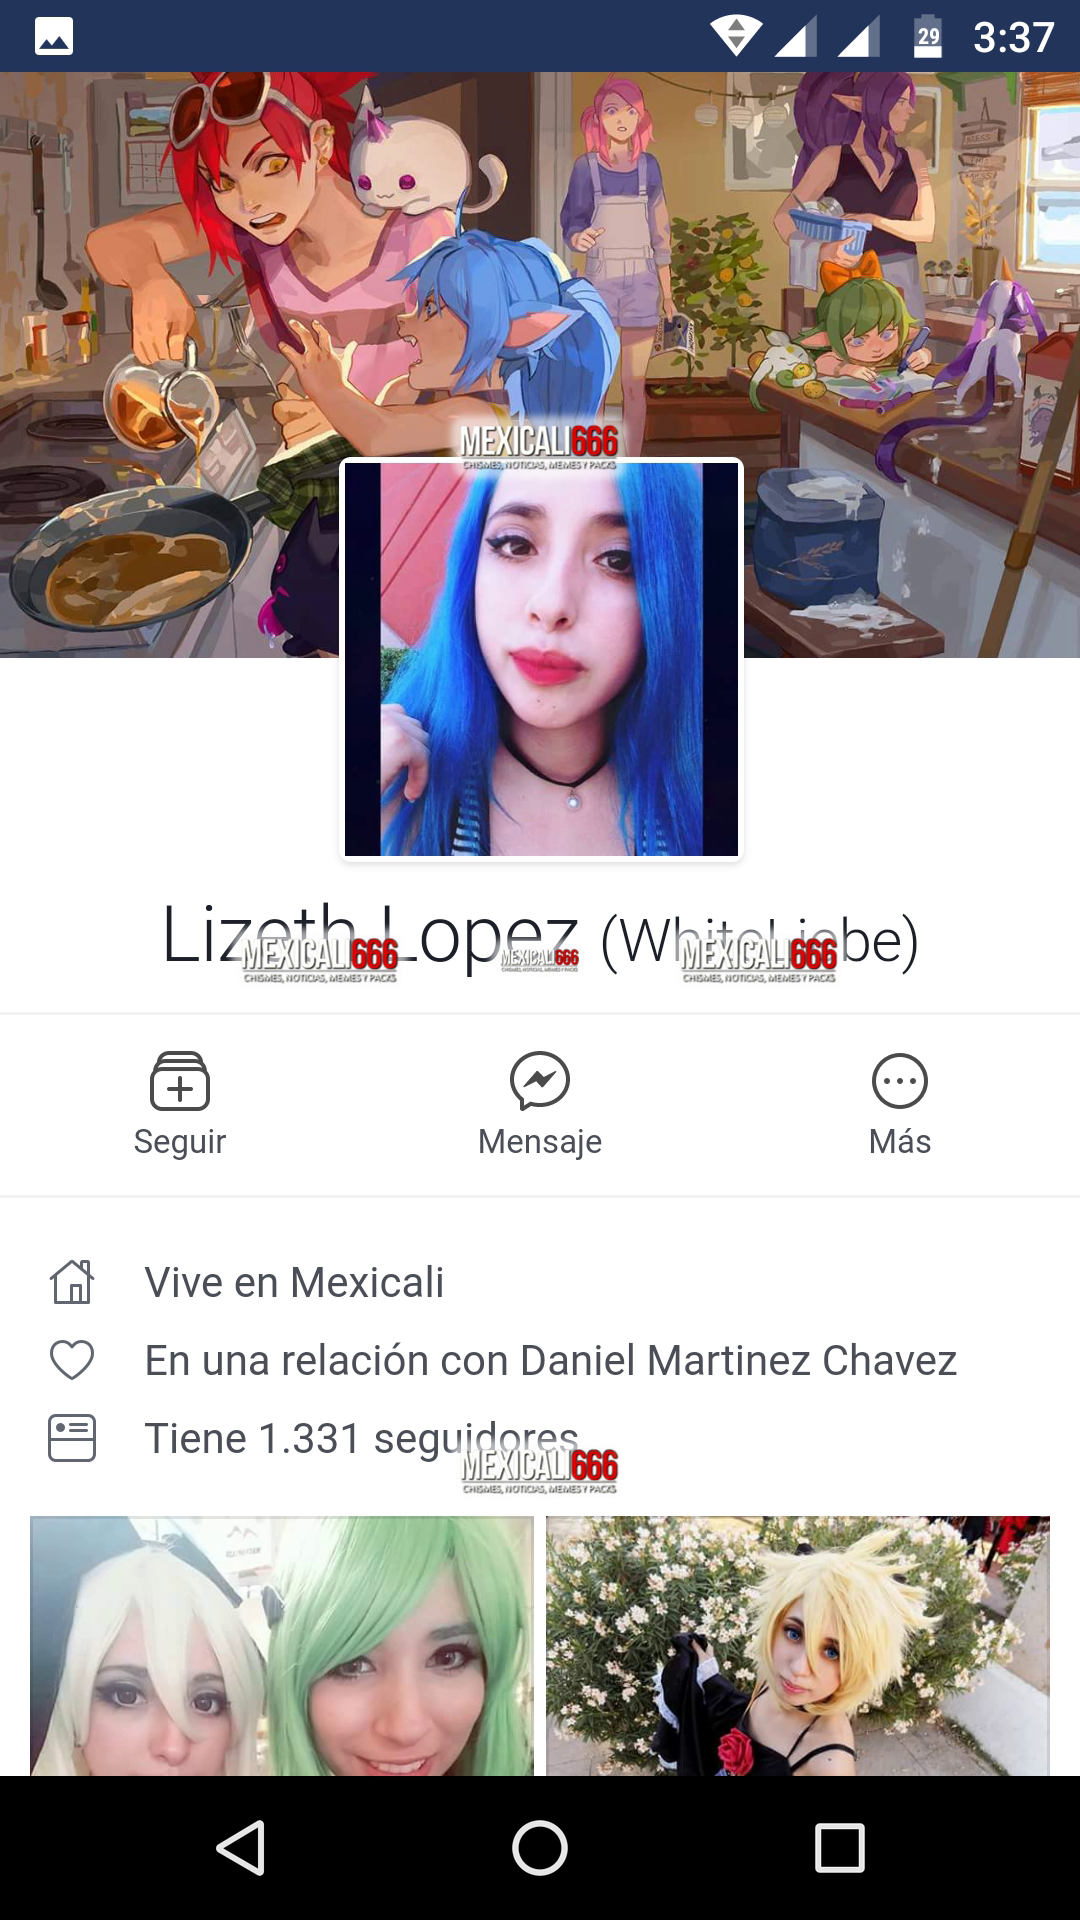 29 3:37
MEXICALI666
CHISMES, NOTICIAS, MEMES Y PACKS
Lizeth Lopez (WhiteLiebe)
MEXICALI666 MEXICALI666 MEXICALI666
CHISMES, NOTICIAS, MEMES Y PACKS CHISMES, NOTICIAS, MEMES Y PACKS CHISMES, NOTICIAS, MEMES Y PACKS
Seguir Mensaje Más
Vive en Mexicali
En una relación con Daniel Martinez Chavez
Tiene 1.331 seguidores
MEXICALI666
CHISMES, NOTICIAS, MEMES Y PACKS